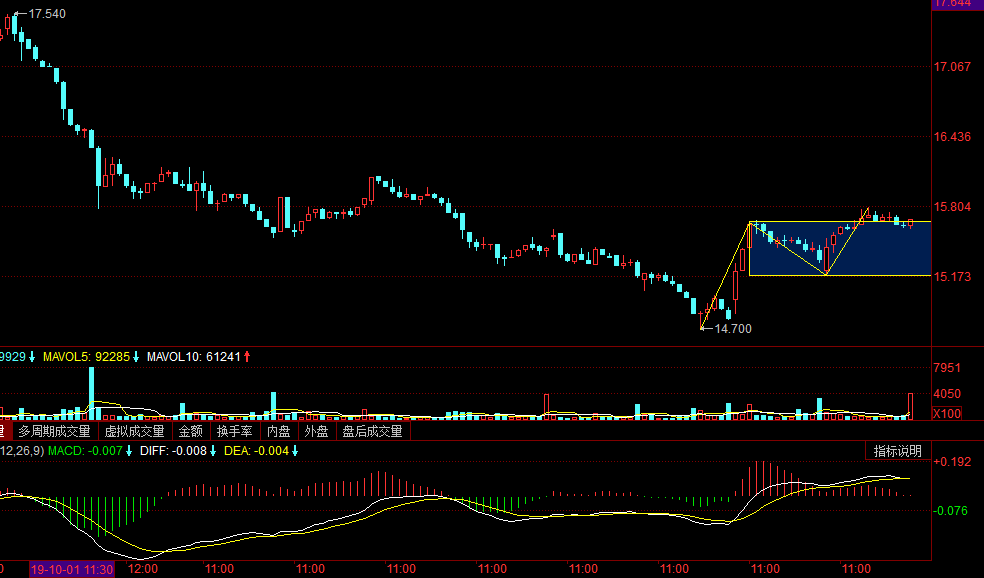 17.644
17.540
17.067
16.436
15.804
15.173
14.700
9929↓ MAVOL5: 92285↓ MAVOL10: 61241↑
7951
4050
X100
量 多周期成交量 虚拟成交量 金额 换手率 内盘 外盘 盘后成交量
12,26,9) MACD: -0.007↓ DIFF: -0.008↓ DEA: -0.004↓ 指标说明
+0.192
-0.076
0 19-10-01 11:30 12:00 11:00 11:00 11:00 11:00 11:00 11:00 11:00 11:00